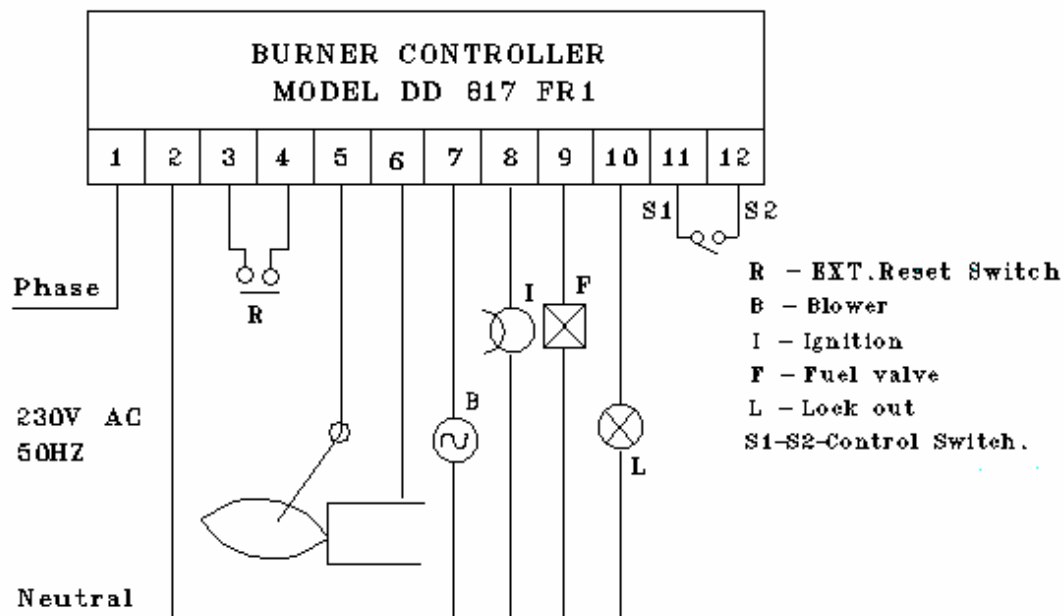 BURNER CONTROLLER
MODEL DD 817 FR1
1 2 3 4 5 6 7 8 9 10 11 12
S1 S2
Phase
R
I
F
R - EXT.Reset Switch
B - Blower
I - Ignition
F - Fuel valve
L - Lock out
S1-S2-Control Switch.
230V AC
50HZ
B
L
Neutral